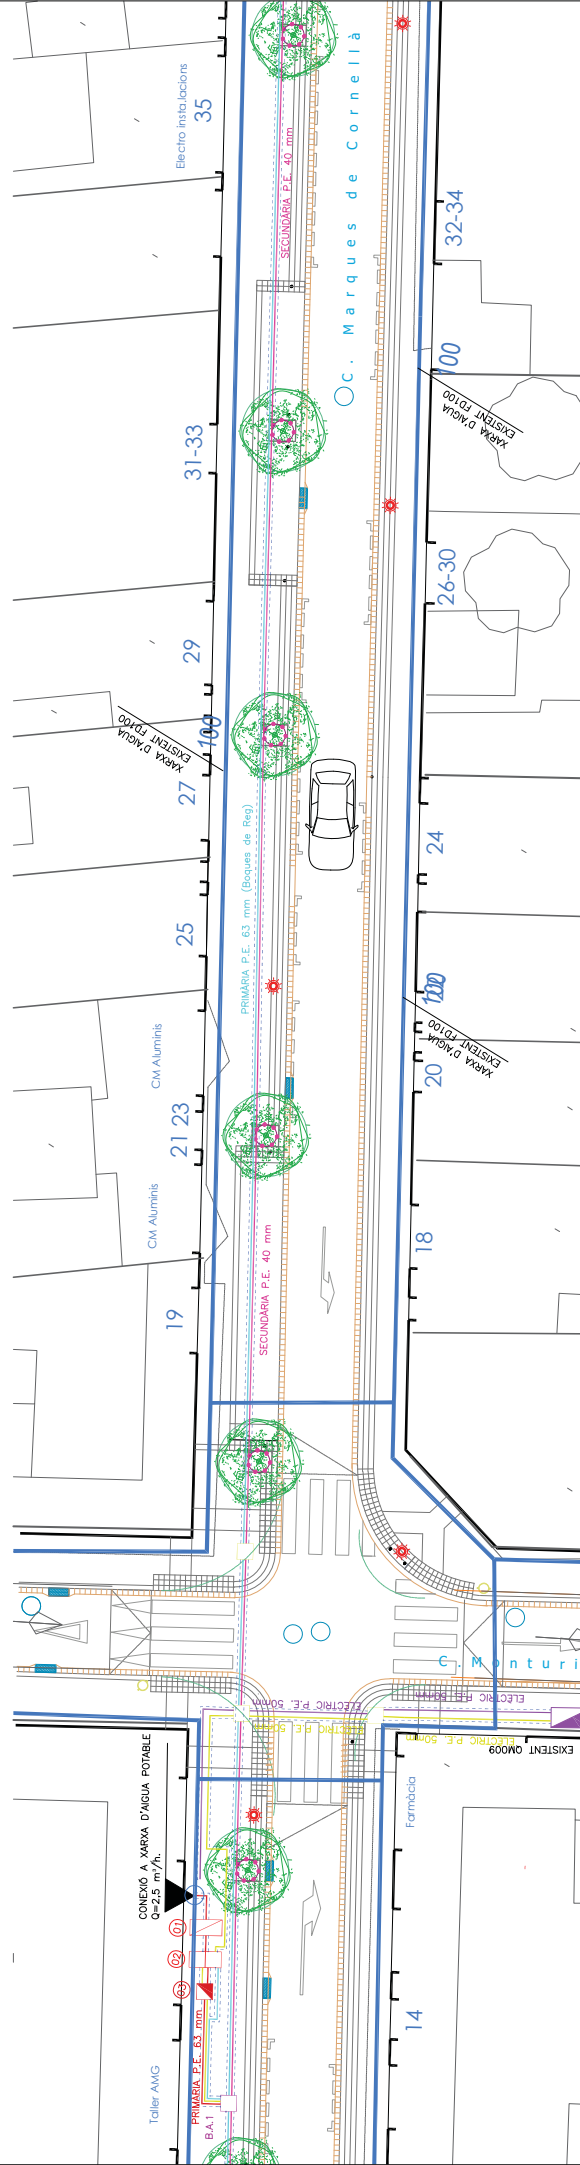 Electro instal.lacions
35
SECUNDÀRIA P.E. 40 mm
C. Marques de Cornellà
32-34
100
XARXA D'AIGUA
EXISTENT FD100
31-33
26-30
29
100
XARXA D'AIGUA
EXISTENT FD100
27
PRIMÀRIA P.E. 63 mm (Boques de Reg)
24
25
XARXA D'AIGUA
EXISTENT FD100
20
CM Aluminis
21 23
CM Aluminis
SECUNDÀRIA P.E. 40 mm
18
19
C. Monturi
ELÈCTRIC P.E. 50mm
ELÈCTRIC P.E. 50mm
ELÈCTRIC P.E. 50mm
ELÈCTRIC P.E. 50mm
EXISTENT QM009
CONEXIÓ A XARXA D'AIGUA POTABLE
Q=2,5 m³/h.
Farmàcia
01
02
03
PRIMÀRIA P.E. 63 mm.
B.A.1
Taller AMG
14